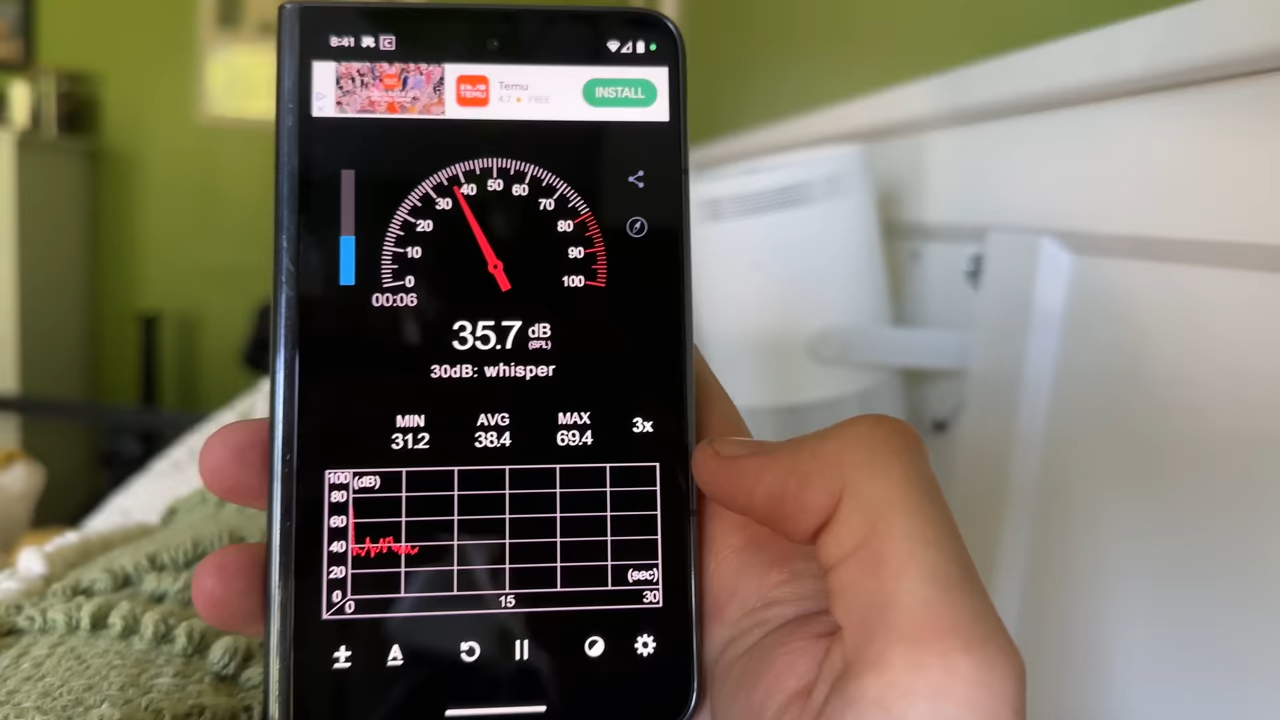 8:41
Temu
4.7 ★ FREE
INSTALL
TEMU
0 10 20 30 40 50 60 70 80 90 100
00:06
35.7 dB
(SPL)
30dB: whisper
MIN AVG MAX 3x
31.2 38.4 69.4
100 (dB)
80
60
40
20
0
(sec)
0 15 30
A